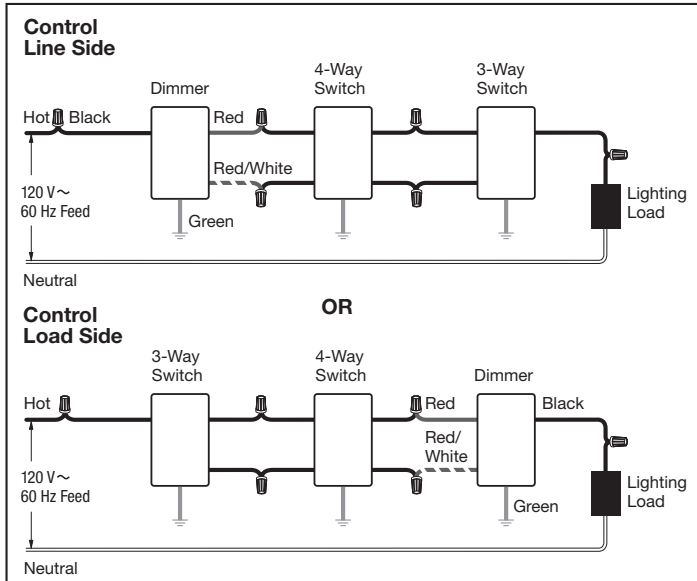 Control
Line Side
4-Way
Switch
3-Way
Switch
Dimmer
Hot
Black
Red
Red/White
120 V～
60 Hz Feed
Green
Lighting
Load
Neutral
OR
Control
Load Side
3-Way
Switch
4-Way
Switch
Dimmer
Hot
Red
Black
Red/
White
120 V～
60 Hz Feed
Green
Lighting
Load
Neutral